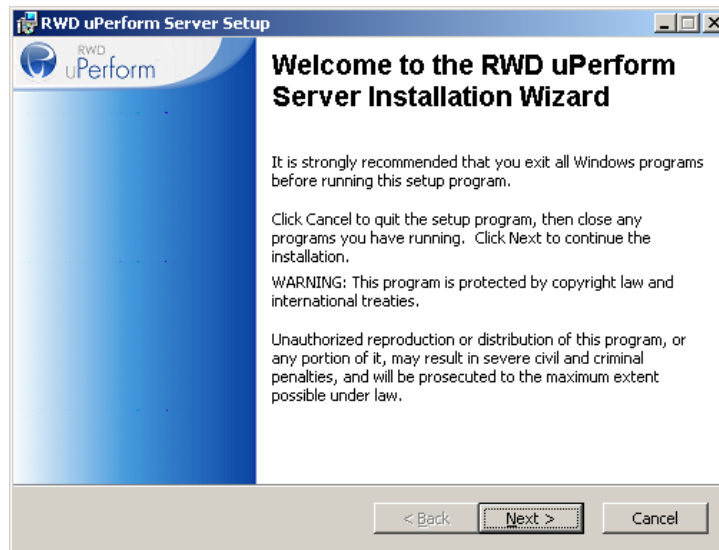 RWD uPerform Server Setup
RWD
uPerform
Welcome to the RWD uPerform
Server Installation Wizard
It is strongly recommended that you exit all Windows programs
before running this setup program.
Click Cancel to quit the setup program, then close any
programs you have running.  Click Next to continue the
installation.
WARNING: This program is protected by copyright law and
international treaties.
Unauthorized reproduction or distribution of this program, or
any portion of it, may result in severe civil and criminal
penalties, and will be prosecuted to the maximum extent
possible under law.
< Back
Next >
Cancel